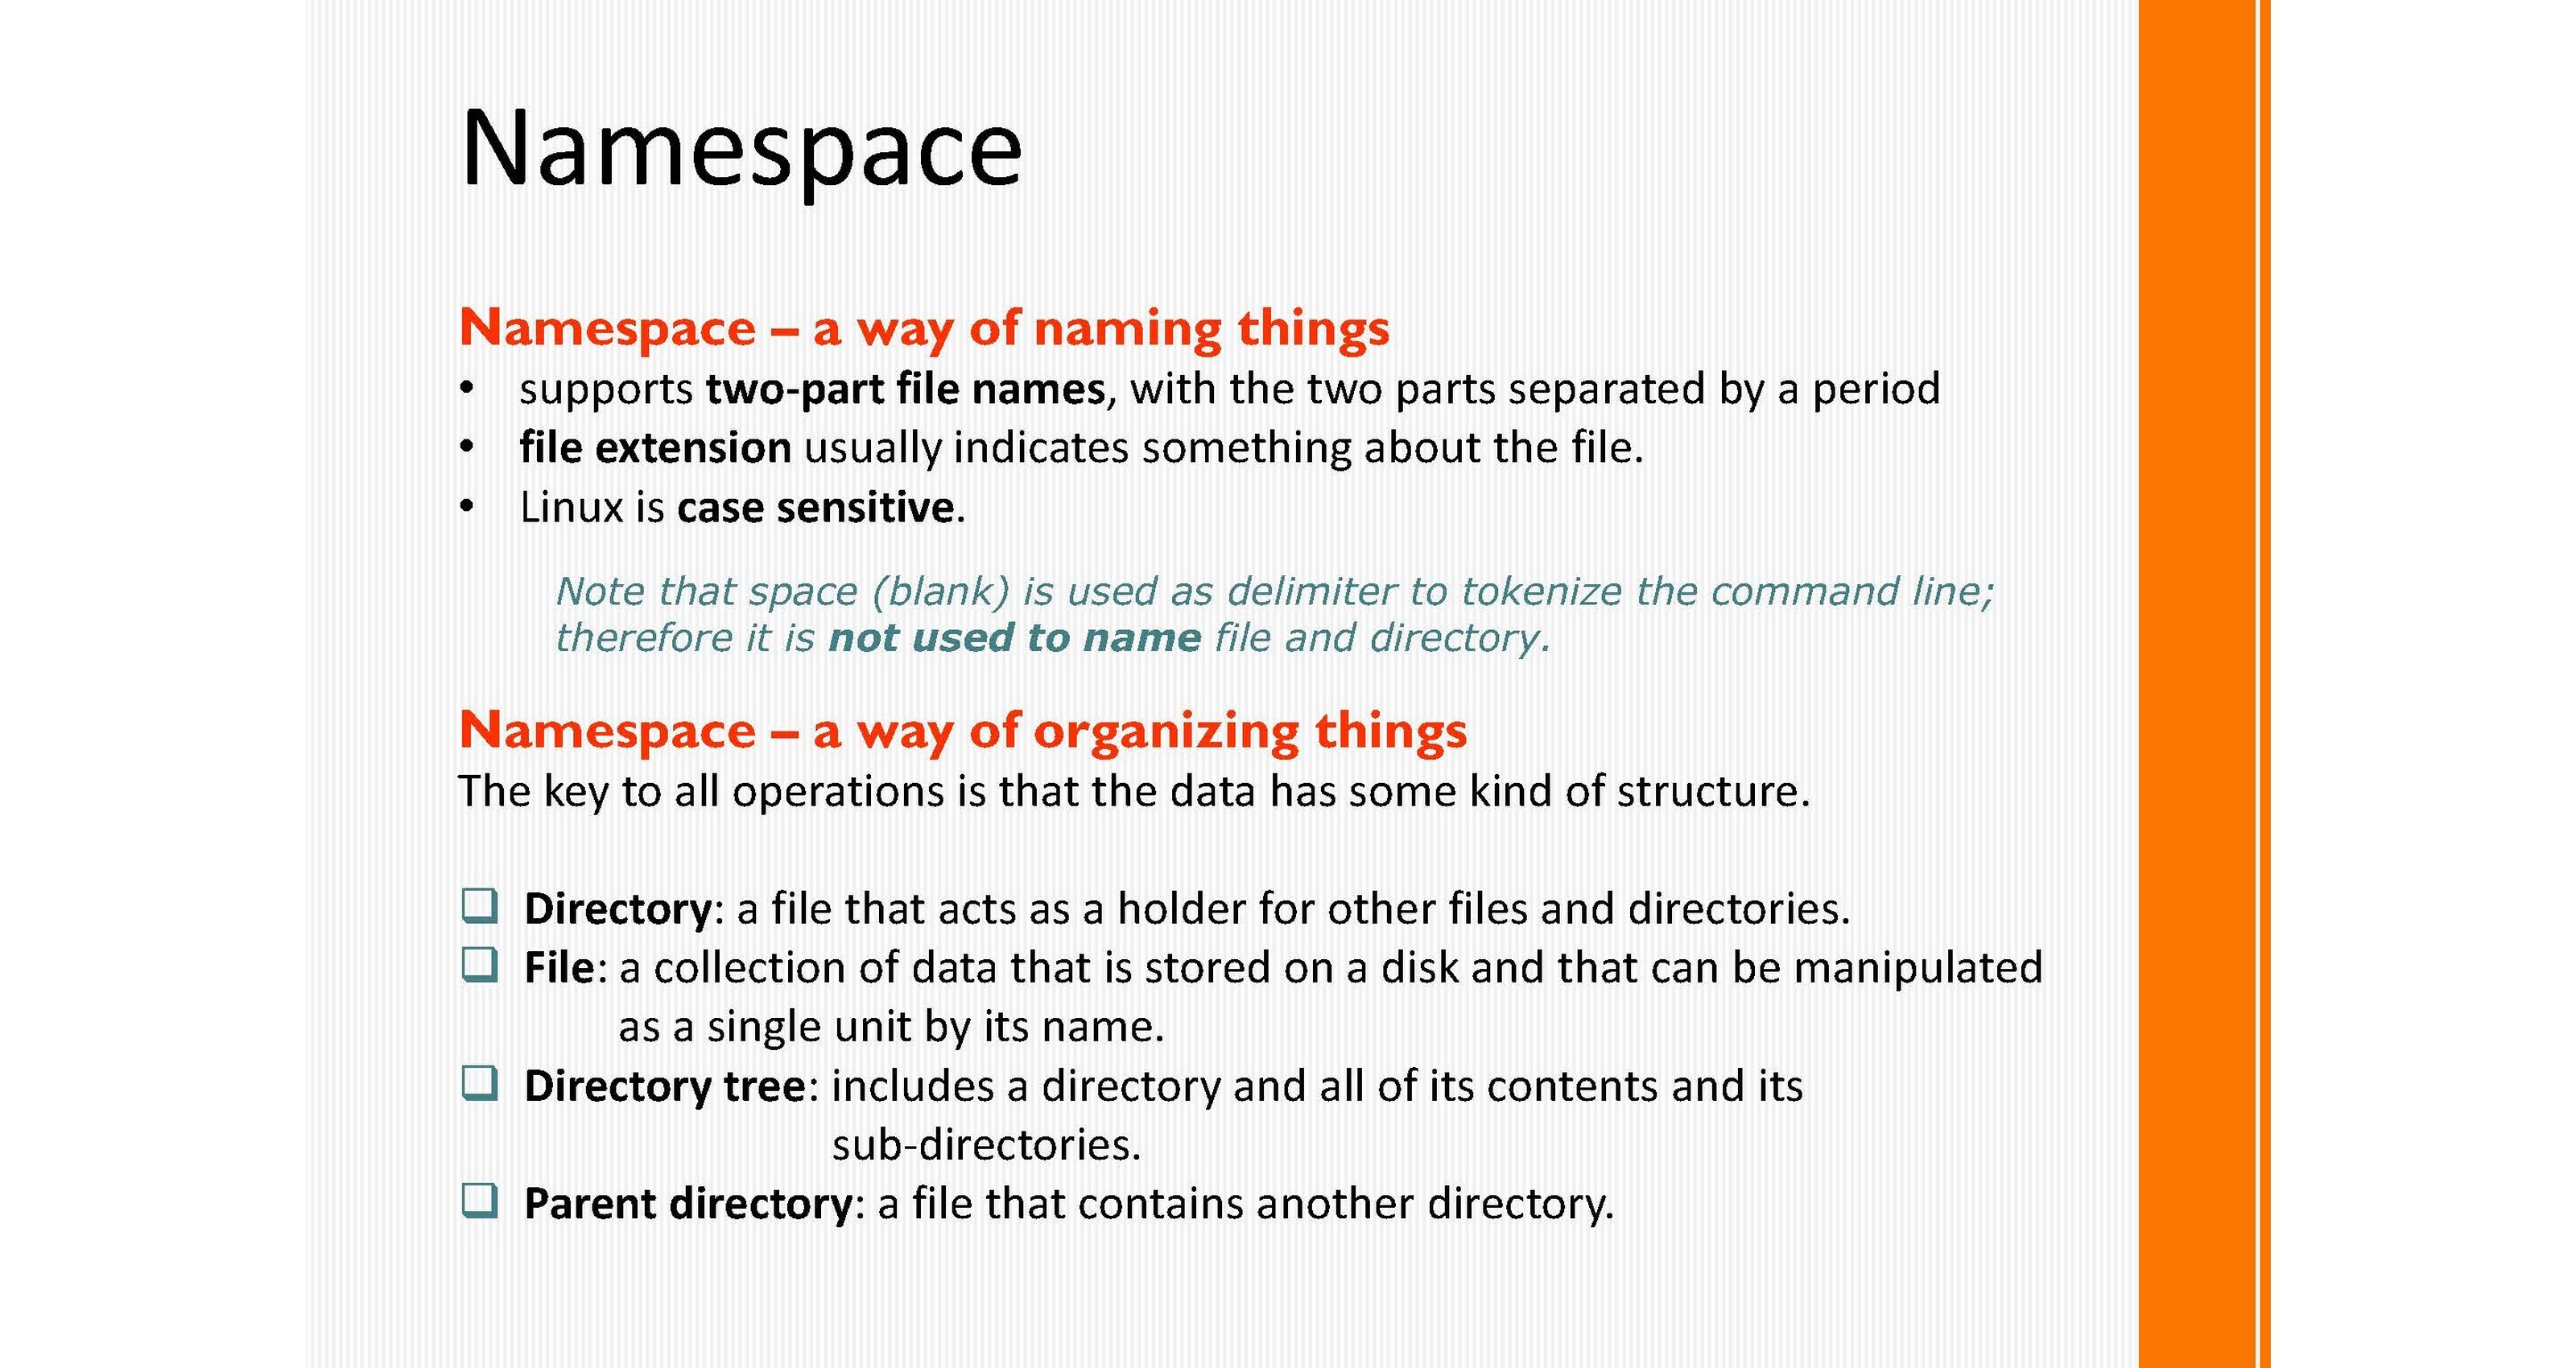 Namespace
Namespace – a way of naming things
• supports two-part file names, with the two parts separated by a period
• file extension usually indicates something about the file.
• Linux is case sensitive.
Note that space (blank) is used as delimiter to tokenize the command line;
therefore it is not used to name file and directory.
Namespace – a way of organizing things
The key to all operations is that the data has some kind of structure.
❑ Directory: a file that acts as a holder for other files and directories.
❑ File: a collection of data that is stored on a disk and that can be manipulated
as a single unit by its name.
❑ Directory tree: includes a directory and all of its contents and its
sub-directories.
❑ Parent directory: a file that contains another directory.